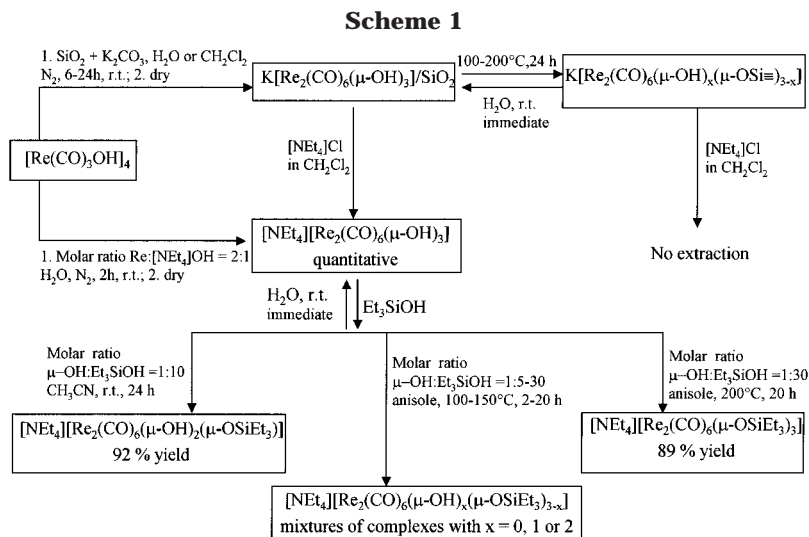 Scheme 1
1. SiO₂ + K₂CO₃, H₂O or CH₂Cl₂
N₂, 6-24h, r.t.; 2. dry
K[Re₂(CO)₆(μ-OH)₃]/SiO₂
100-200°C,24 h
H₂O, r.t.
immediate
K[Re₂(CO)₆(μ-OH)ₓ(μ-OSi≡)₃₋ₓ]
[Re(CO)₃OH]₄
[NEt₄]Cl
in CH₂Cl₂
[NEt₄]Cl
in CH₂Cl₂
[NEt₄][Re₂(CO)₆(μ-OH)₃]
quantitative
No extraction
1. Molar ratio Re:[NEt₄]OH = 2:1
H₂O, N₂, 2h, r.t.; 2. dry
H₂O, r.t.
immediate
Et₃SiOH
Molar ratio
μ-OH:Et₃SiOH =1:10
CH₃CN, r.t., 24 h
Molar ratio
μ-OH:Et₃SiOH =1:5-30
anisole, 100-150°C, 2-20 h
Molar ratio
μ-OH:Et₃SiOH =1:30
anisole, 200°C, 20 h
[NEt₄][Re₂(CO)₆(μ-OH)₂(μ-OSiEt₃)]
92 % yield
[NEt₄][Re₂(CO)₆(μ-OSiEt₃)₃]
89 % yield
[NEt₄][Re₂(CO)₆(μ-OH)ₓ(μ-OSiEt₃)₃₋ₓ]
mixtures of complexes with x = 0, 1 or 2